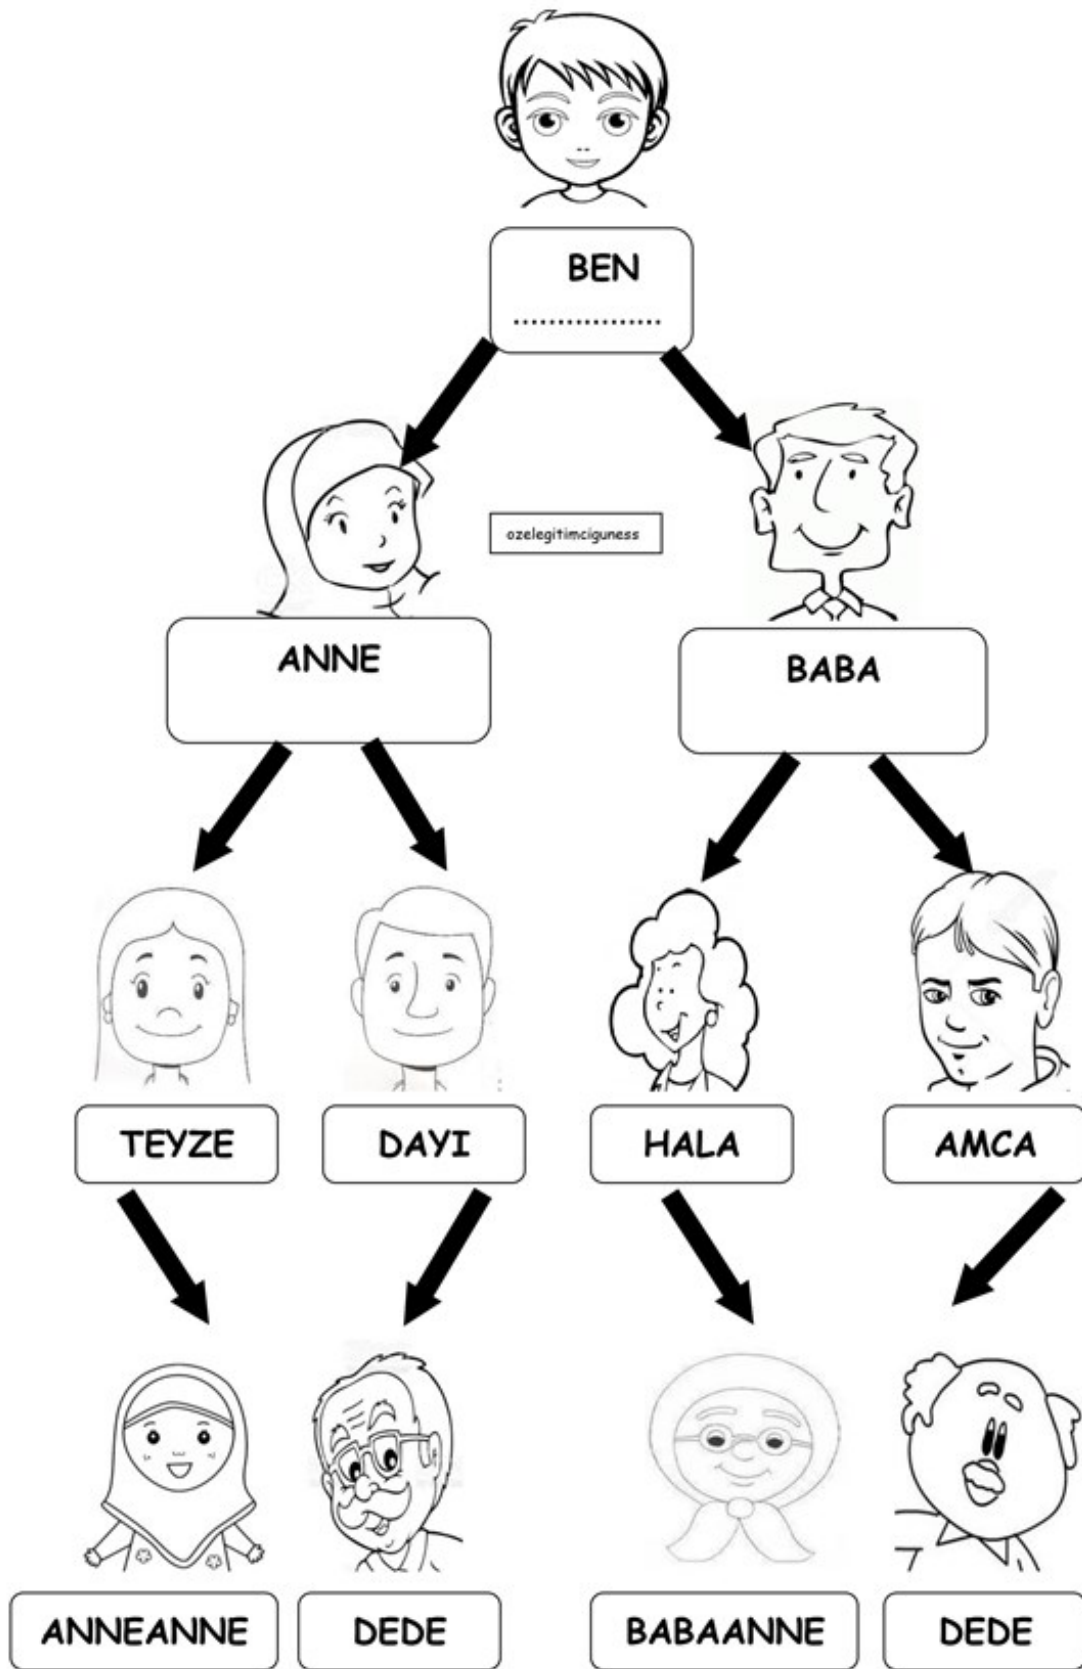 BEN
.................
ozelegitimciguness
ANNE
BABA
TEYZE
DAYI
HALA
AMCA
ANNEANNE
DEDE
BABAANNE
DEDE